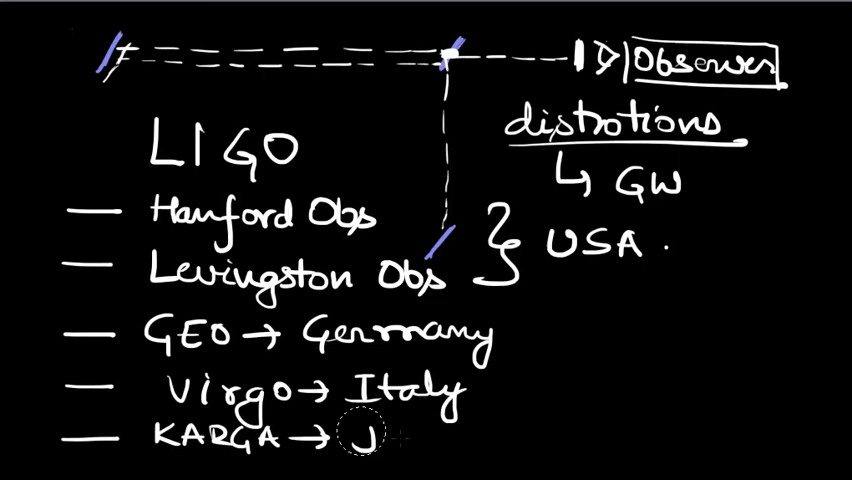 Observer
distrotions
↳ GW
LIGO
— Hanford Obs
— Levingston Obs } USA.
— GEO → Germany
— Virgo → Italy
— KARGA → J